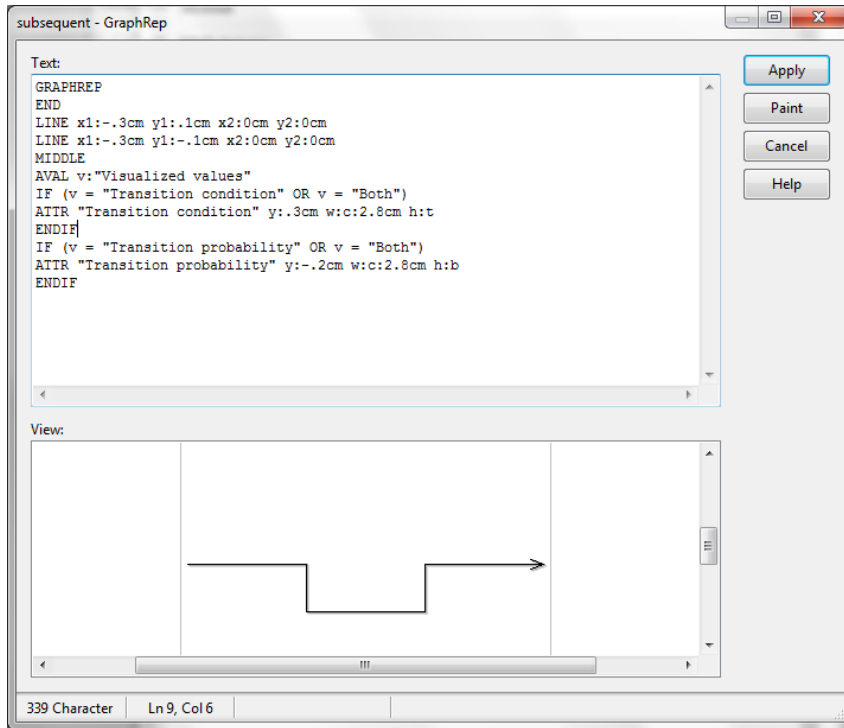 subsequent - GraphRep
Text:
GRAPHREP
END
LINE x1:-.3cm y1:.1cm x2:0cm y2:0cm
LINE x1:-.3cm y1:-.1cm x2:0cm y2:0cm
MIDDLE
AVAL v:"Visualized values"
IF (v = "Transition condition" OR v = "Both")
ATTR "Transition condition" y:.3cm w:c:2.8cm h:t
ENDIF
IF (v = "Transition probability" OR v = "Both")
ATTR "Transition probability" y:-.2cm w:c:2.8cm h:b
ENDIF
Apply
Paint
Cancel
Help
View:
339 Character
Ln 9, Col 6